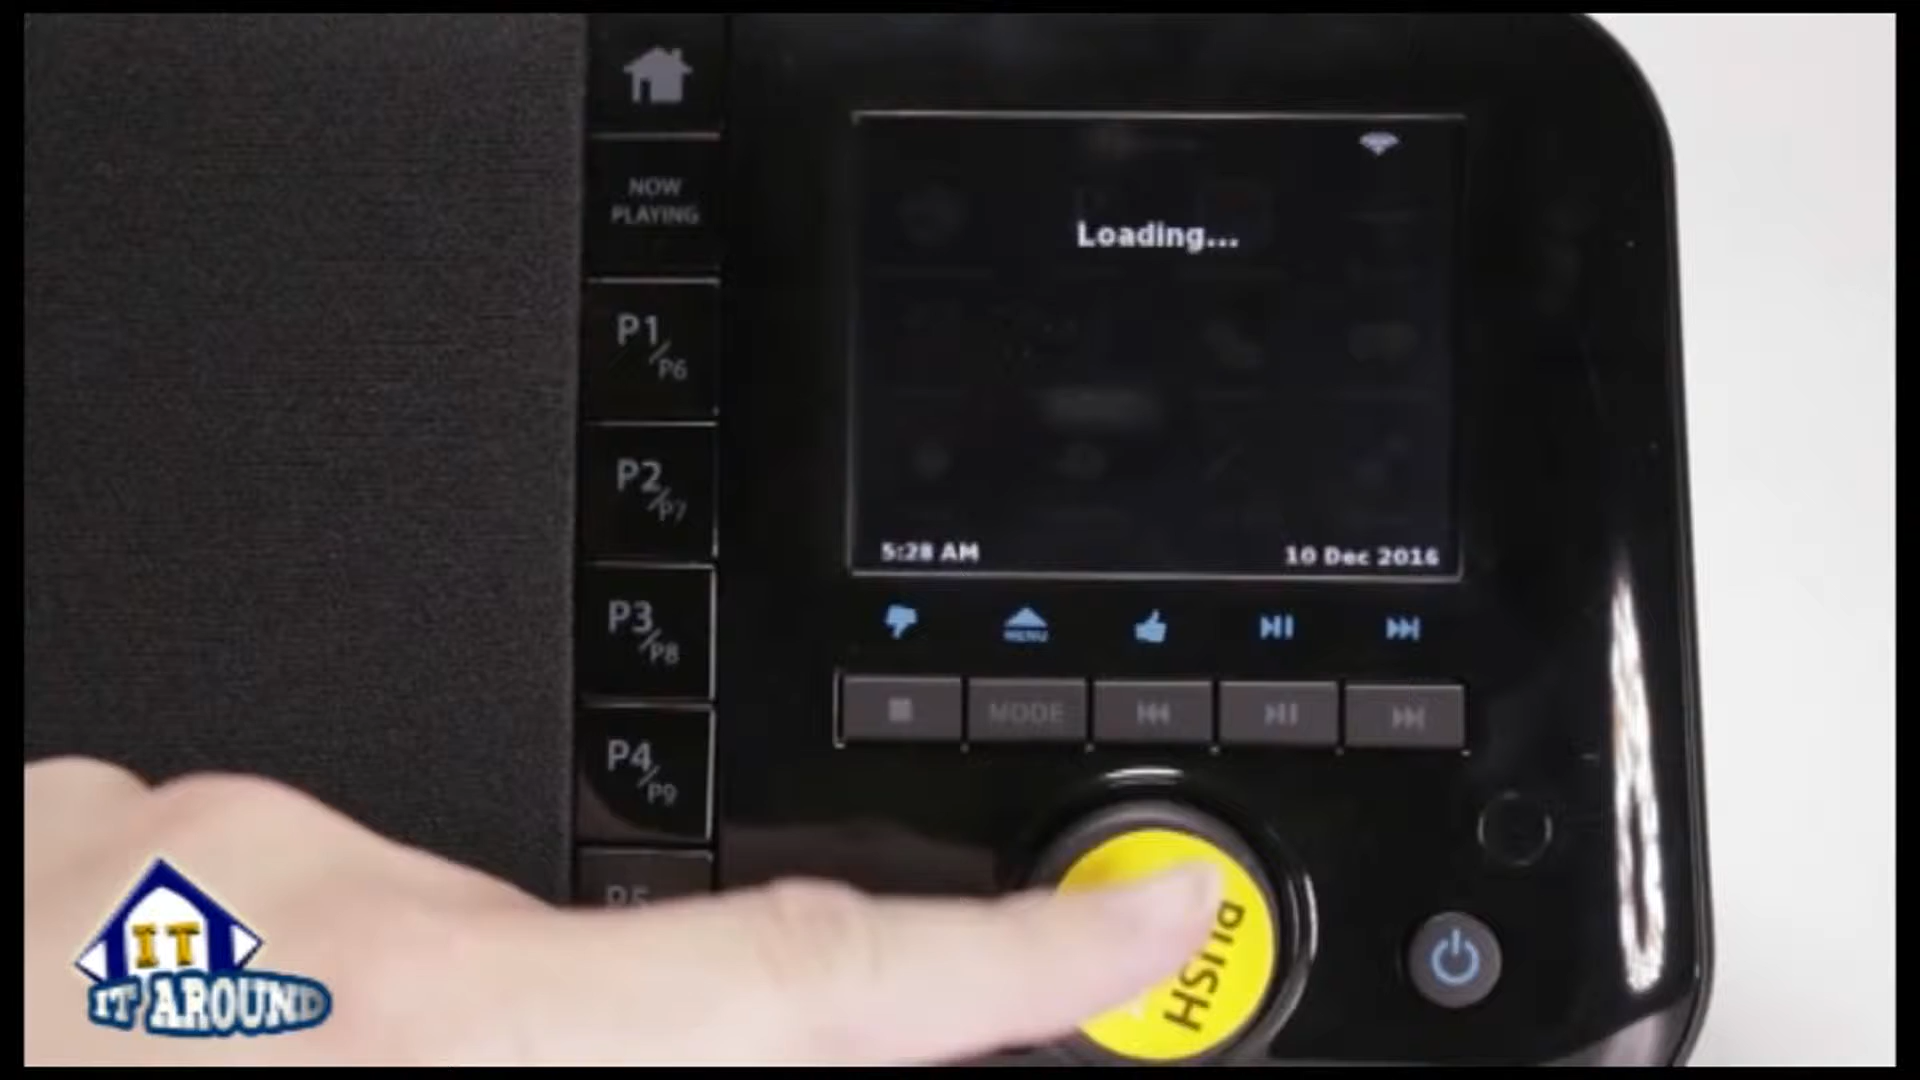 NOW
PLAYING
P1/P6
P2/P7
P3/P8
P4/P9
P5
Loading...
5:28 AM
10 Dec 2016
MENU
MODE
PUSH
IT
IT AROUND